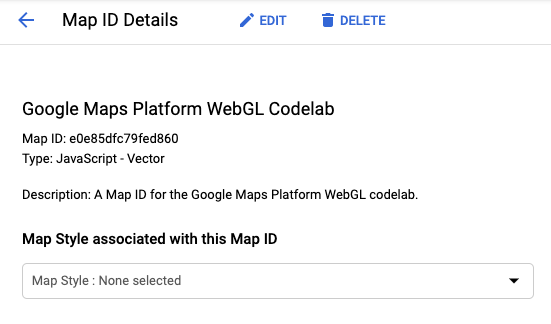 Map ID Details
EDIT
DELETE
Google Maps Platform WebGL Codelab
Map ID: e0e85dfc79fed860
Type: JavaScript - Vector
Description: A Map ID for the Google Maps Platform WebGL codelab.
Map Style associated with this Map ID
Map Style : None selected